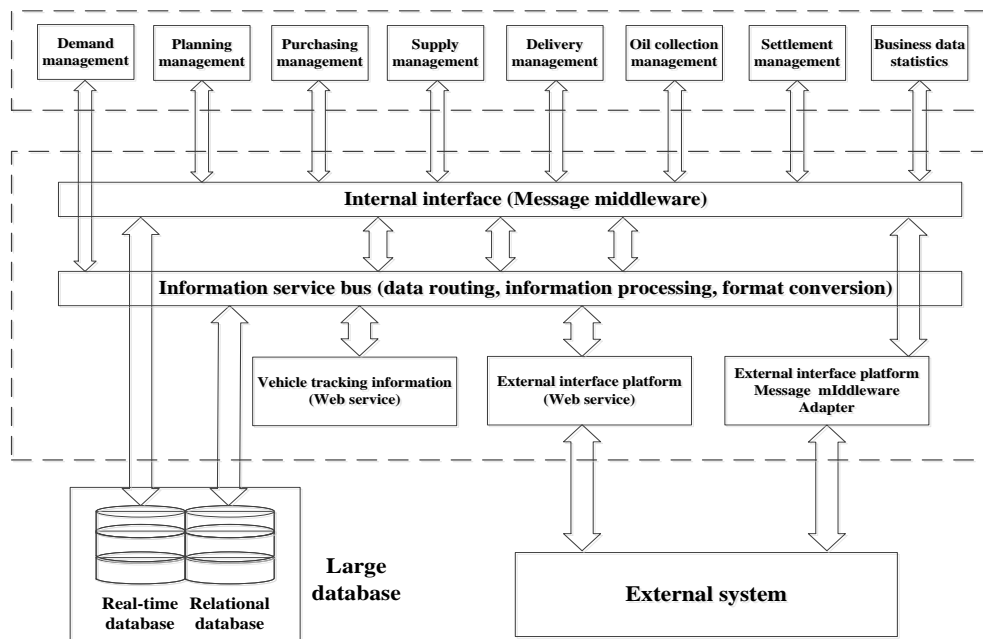 Demand
management
Planning
management
Purchasing
management
Supply
management
Delivery
management
Oil collection
management
Settlement
management
Business data
statistics
Internal interface (Message middleware)
Information service bus (data routing, information processing, format conversion)
Vehicle tracking information
(Web service)
External interface platform
(Web service)
External interface platform
Message mIddleware
Adapter
Real-time
database
Relational
database
Large
database
External system